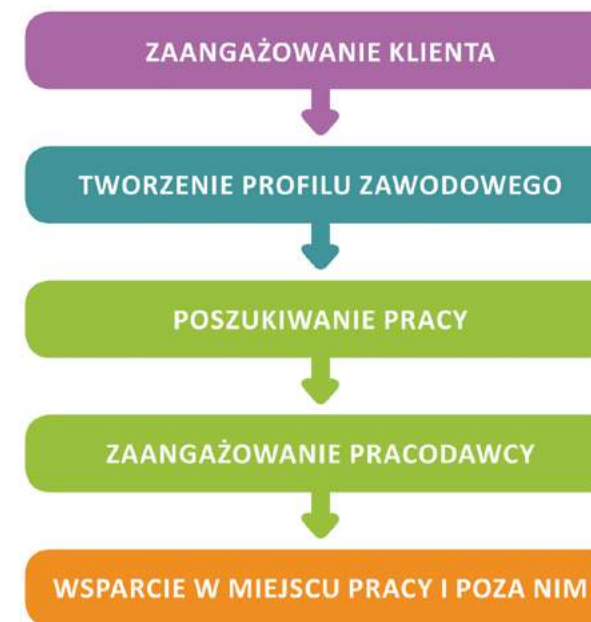 ZAANGAŻOWANIE KLIENTA
TWORZENIE PROFILU ZAWODOWEGO
POSZUKIWANIE PRACY
ZAANGAŻOWANIE PRACODAWCY
WSPARCIE W MIEJSCU PRACY I POZA NIM